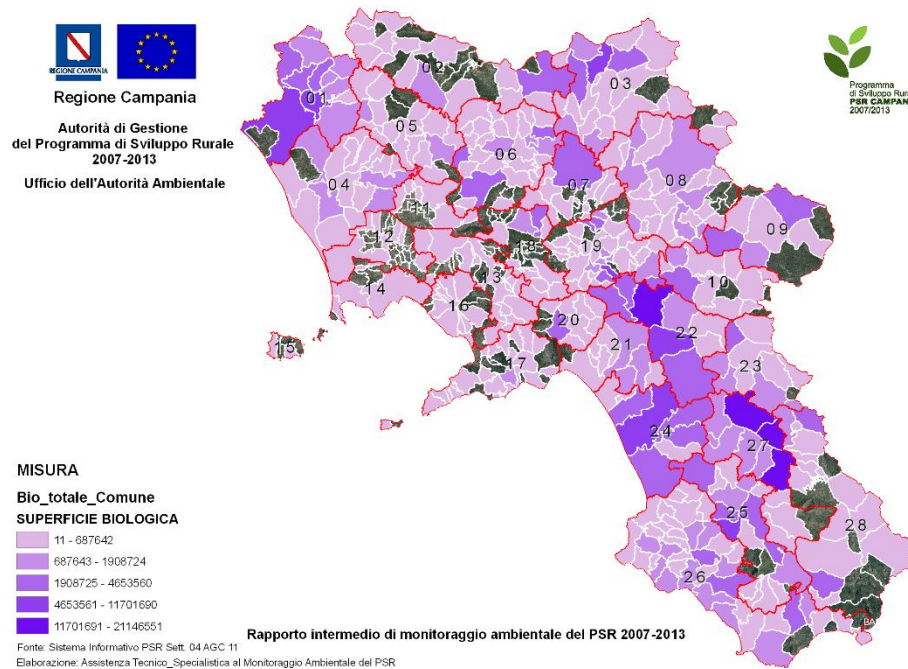 REGIONE CAMPANIA
Regione Campania
Autorità di Gestione
del Programma di Sviluppo Rurale
2007-2013
Ufficio dell'Autorità Ambientale
Programma
di Sviluppo Rura
PSR CAMPAN
2007/2013
01
02
03
04
05
06
07
08
09
10
11
12
13
14
15
16
17
18
19
20
21
22
23
24
25
26
27
28
BA
MISURA
Bio_totale_Comune
SUPERFICIE BIOLOGICA
11 - 687642
687643 - 1908724
1908725 - 4653560
4653561 - 11701690
11701691 - 21146551
Rapporto intermedio di monitoraggio ambientale del PSR 2007-2013
Fonte: Sistema Informativo PSR Sett. 04 AGC 11
Elaborazione: Assistenza Tecnico_Specialistica al Monitoraggio Ambientale del PSR